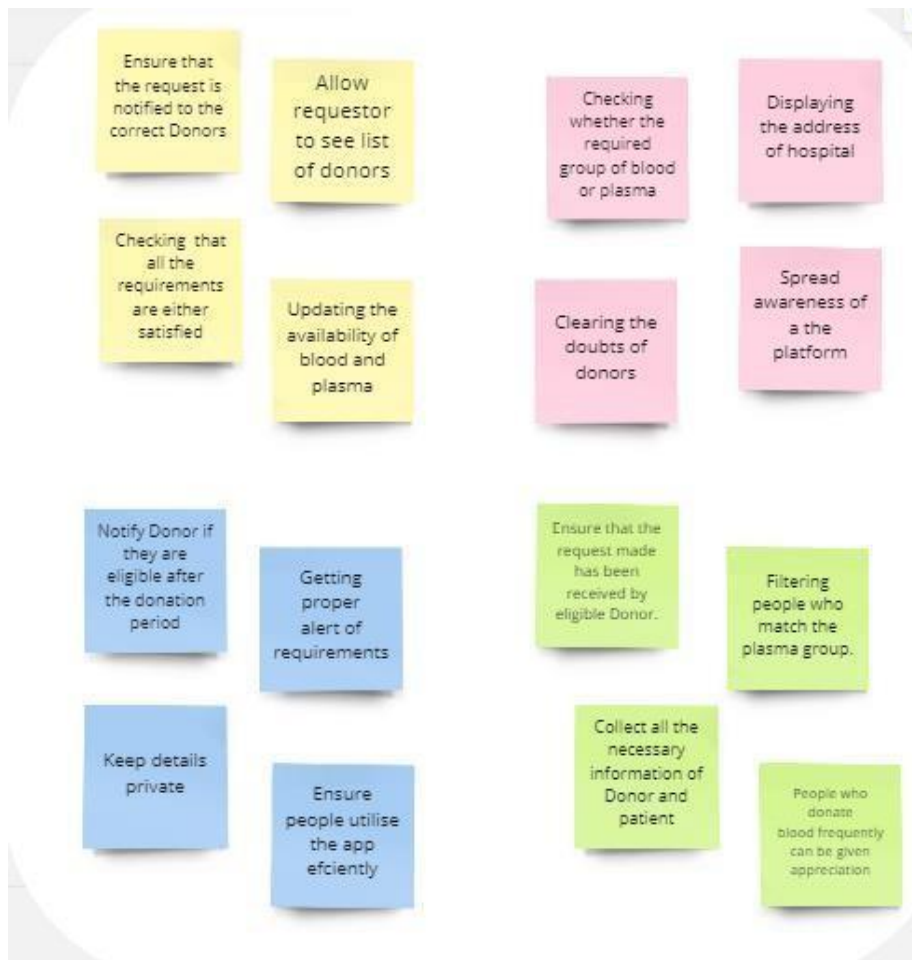 Ensure that
the request is
notified to the
correct Donors
Allow
requestor
to see list
of donors
Checking that
all the
requirements
are either
satisfied
Updating the
availability of
blood and
plasma
Checking
whether the
required
group of blood
or plasma
Displaying
the address
of hospital
Clearing the
doubts of
donors
Spread
awareness of
a the
platform
Notify Donor if
they are
eligible after
the donation
period
Getting
proper
alert of
requirements
Keep details
private
Ensure
people utilise
the app
efciently
Ensure that the
request made
has been
received by
eligible Donor.
Filtering
people who
match the
plasma group.
Collect all the
necessary
information of
Donor and
patient
People who
donate
blood frequently
can be given
appreciation